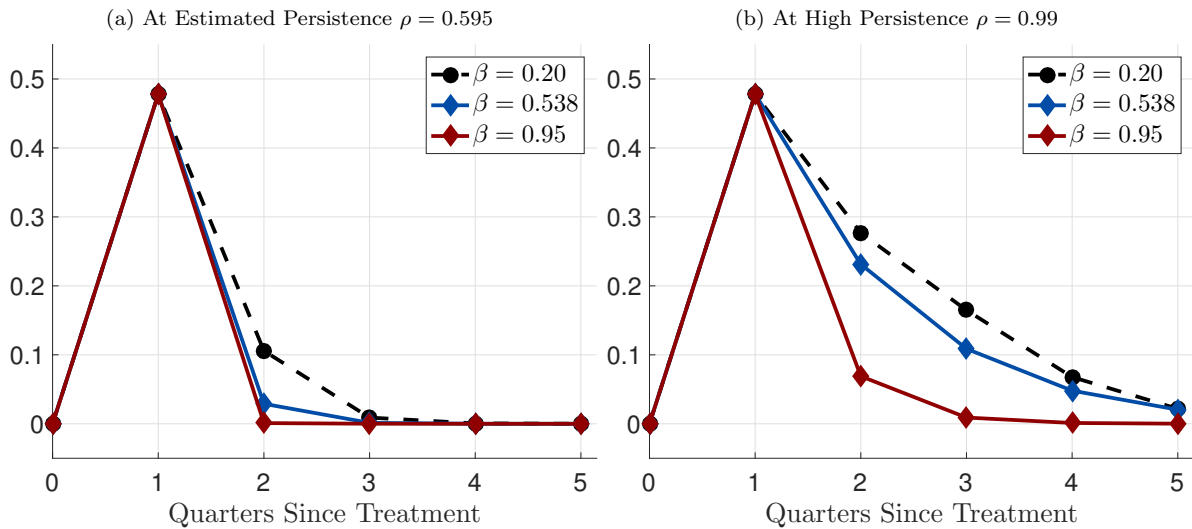 (a) At Estimated Persistence ρ = 0.595
0.5
0.4
0.3
0.2
0.1
0
β = 0.20
β = 0.538
β = 0.95
0 1 2 3 4 5
Quarters Since Treatment
(b) At High Persistence ρ = 0.99
0.5
0.4
0.3
0.2
0.1
0
β = 0.20
β = 0.538
β = 0.95
0 1 2 3 4 5
Quarters Since Treatment